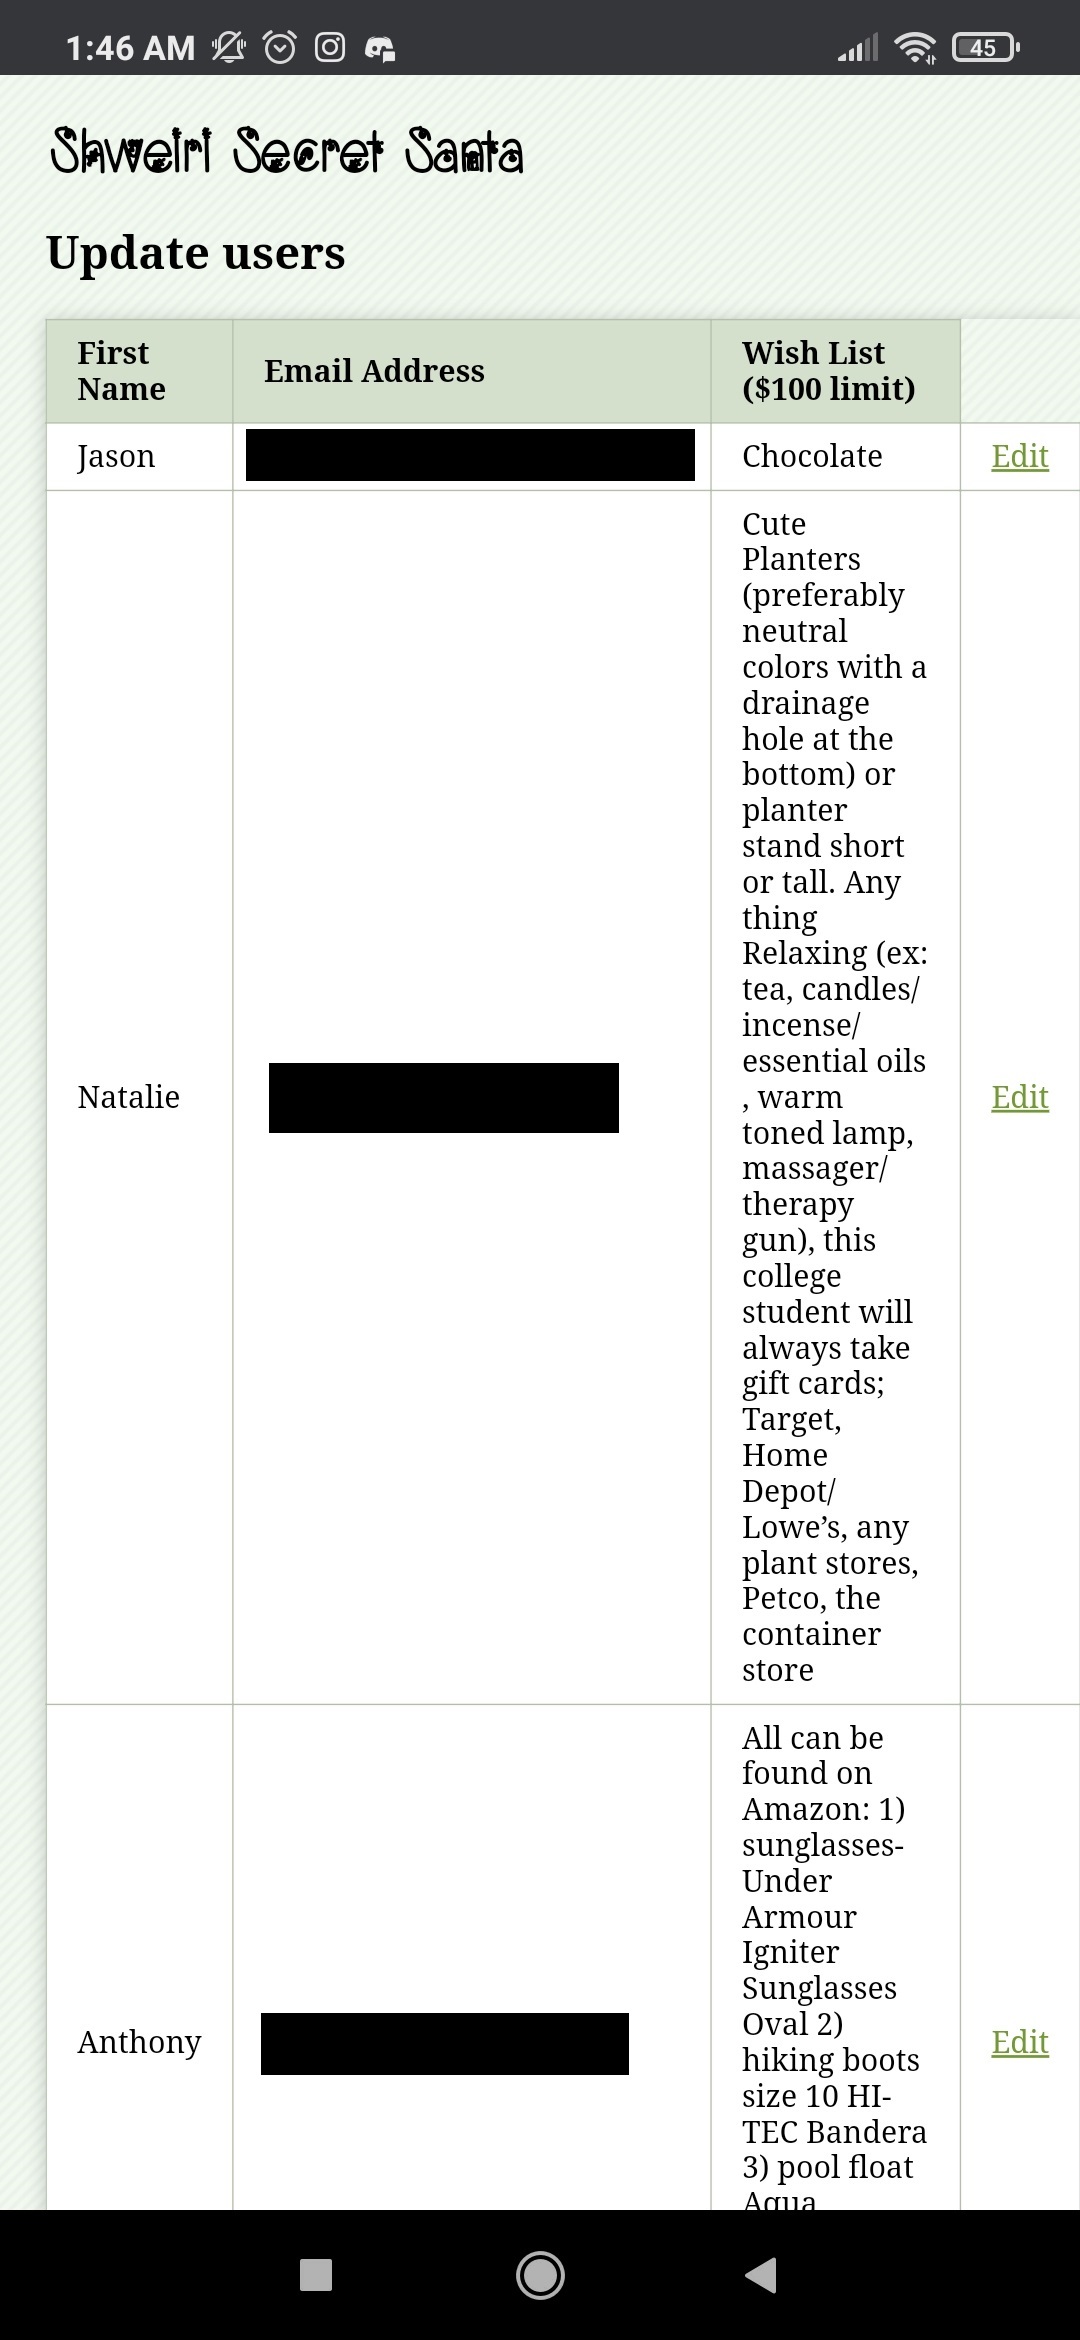 1:46 AM
45
Shweiri Secret Santa
Update users
First
Name
Email Address
Wish List
($100 limit)
Jason
Chocolate
Edit
Natalie
Cute
Planters
(preferably
neutral
colors with a
drainage
hole at the
bottom) or
planter
stand short
or tall. Any
thing
Relaxing (ex:
tea, candles/
incense/
essential oils
, warm
toned lamp,
massager/
therapy
gun), this
college
student will
always take
gift cards;
Target,
Home
Depot/
Lowe’s, any
plant stores,
Petco, the
container
store
Edit
Anthony
All can be
found on
Amazon: 1)
sunglasses-
Under
Armour
Igniter
Sunglasses
Oval 2)
hiking boots
size 10 HI-
TEC Bandera
3) pool float
Aqua
Edit